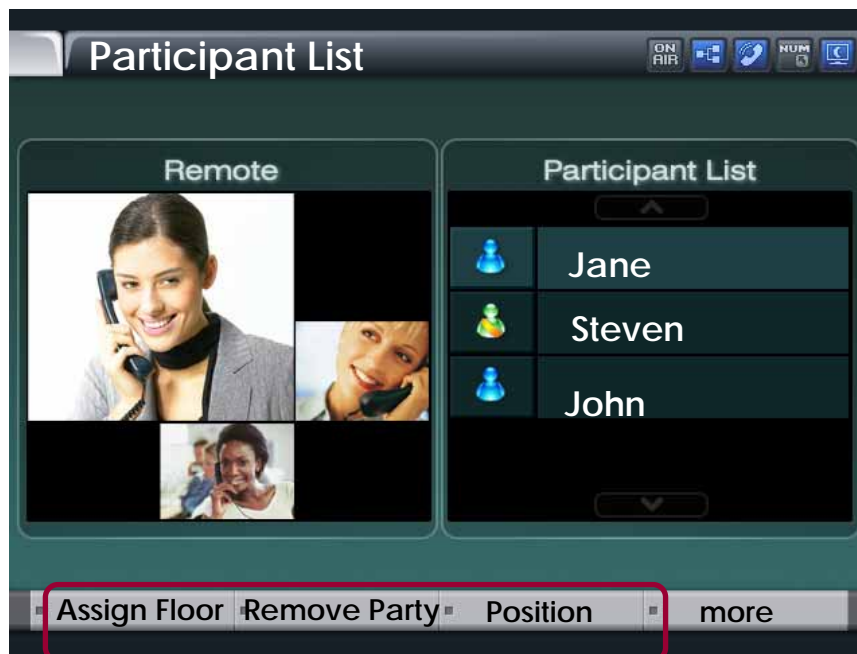 Participant List
ON AIR
NUM
Remote
Participant List
Jane
Steven
John
Assign Floor Remove Party Position more